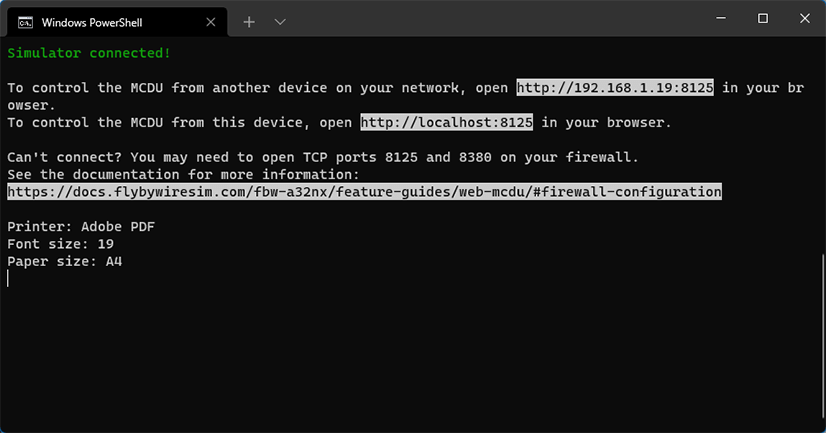 Windows PowerShell
Simulator connected!
To control the MCDU from another device on your network, open http://192.168.1.19:8125 in your br
owser.
To control the MCDU from this device, open http://localhost:8125 in your browser.
Can't connect? You may need to open TCP ports 8125 and 8380 on your firewall.
See the documentation for more information:
https://docs.flybywiresim.com/fbw-a32nx/feature-guides/web-mcdu/#firewall-configuration
Printer: Adobe PDF
Font size: 19
Paper size: A4